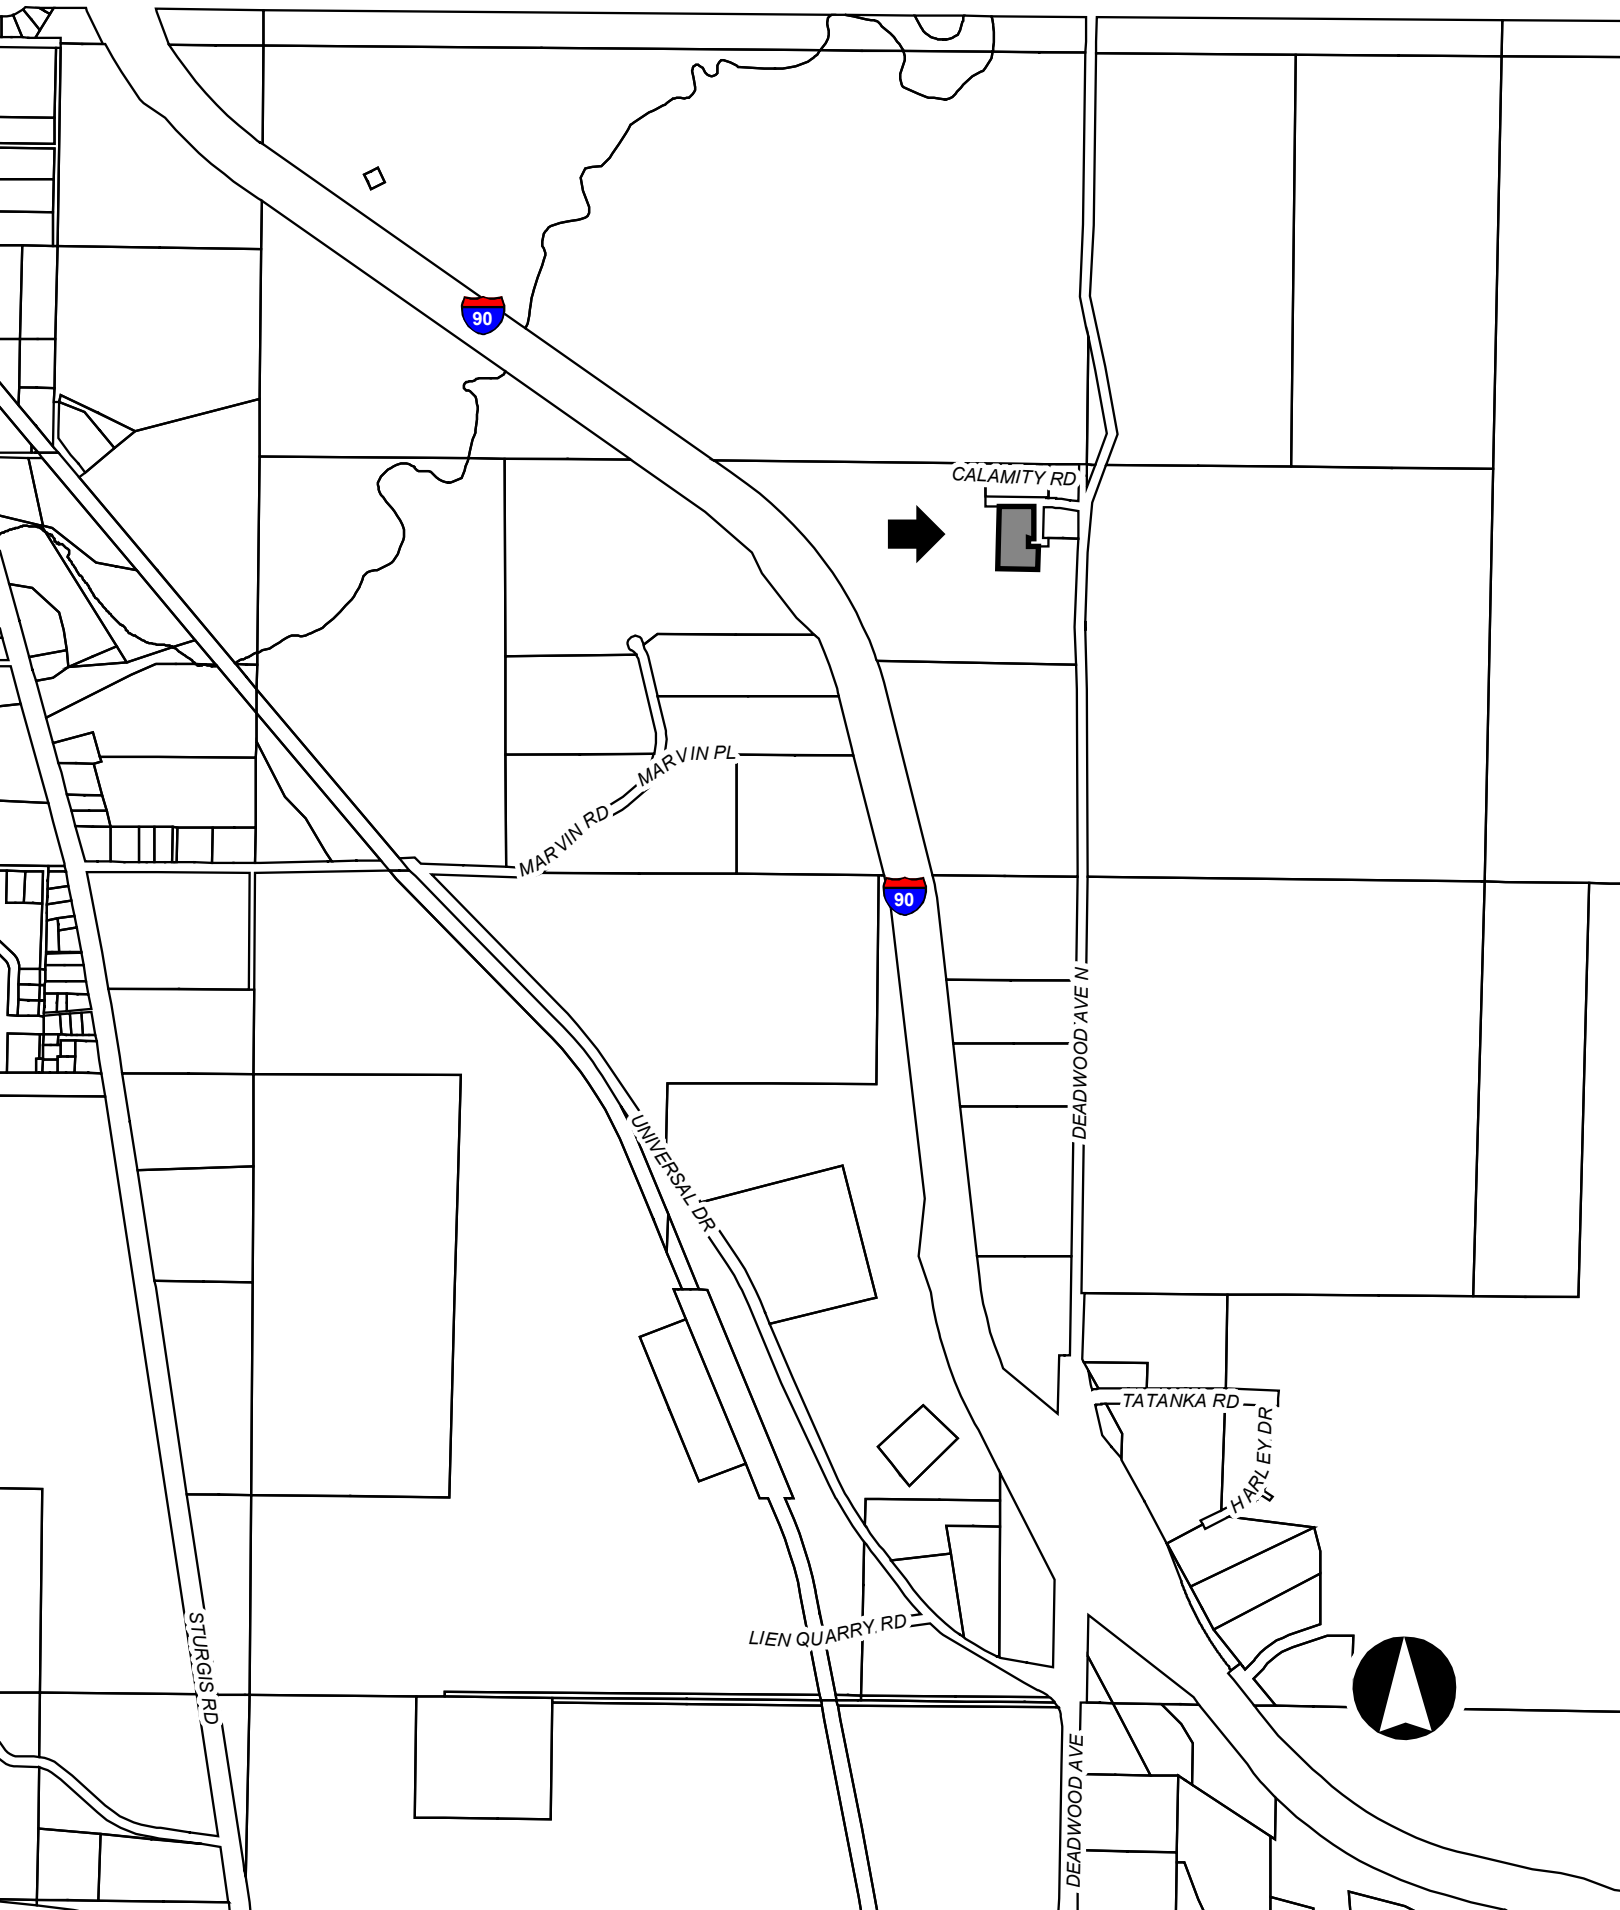 90
CALAMITY RD
MARVIN PL
MARVIN RD
90
DEADWOOD AVE N
UNIVERSAL DR
TATANKA RD
HARLEY DR
LIEN QUARRY RD
STURGIS RD
DEADWOOD AVE